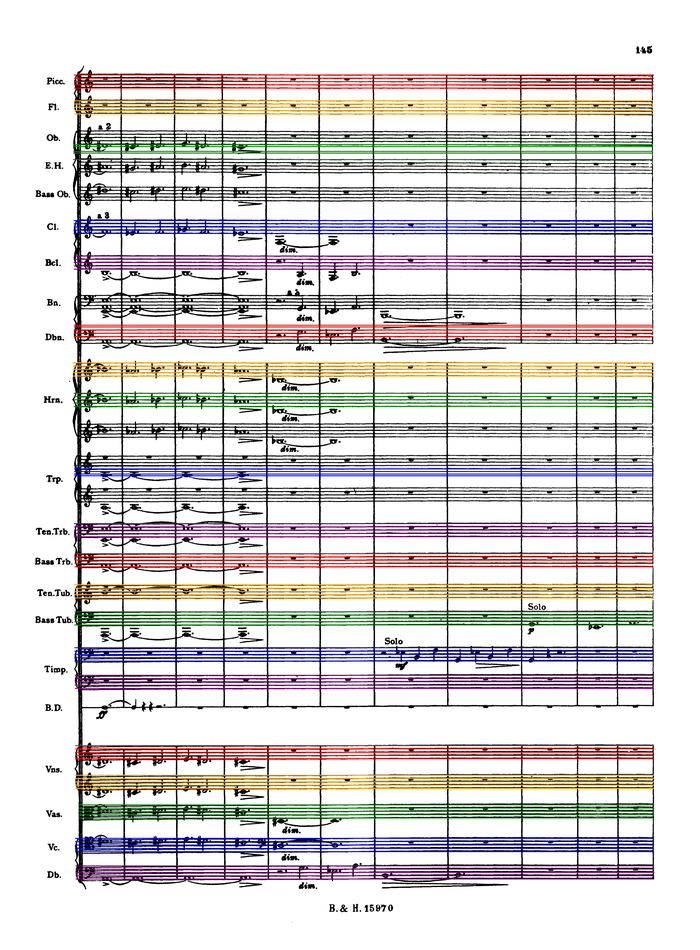 145
Picc.
Fl.
a 2
Ob.
E.H.
Bass Ob.
a 3
Cl.
dim.
Bcl.
dim.
a 2
Bn.
dim.
Dbn.
dim.
dim.
Hrn.
dim.
dim.
Trp.
Ten.Trb.
Bass Trb.
Ten.Tub.
Solo
Bass Tub.
p
Solo
Timp.
mf
B.D.
ff
Vns.
Vas.
dim.
Vc.
dim.
Db.
dim.
B. & H. 15970